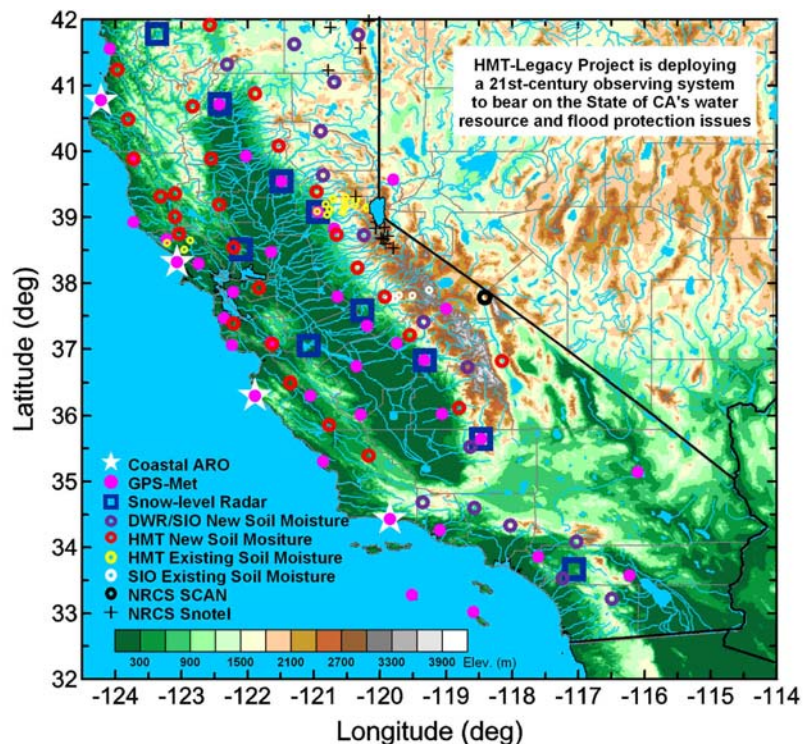 HMT-Legacy Project is deploying
a 21st-century observing system
to bear on the State of CA's water
resource and flood protection issues
42
41
40
39
38
37
36
35
34
33
32
Latitude (deg)
Coastal ARO
GPS-Met
Snow-level Radar
DWR/SIO New Soil Moisture
HMT New Soil Mositure
HMT Existing Soil Moisture
SIO Existing Soil Moisture
NRCS SCAN
NRCS Snotel
300 900 1500 2100 2700 3300 3900 Elev. (m)
-124 -123 -122 -121 -120 -119 -118 -117 -116 -115 -114
Longitude (deg)